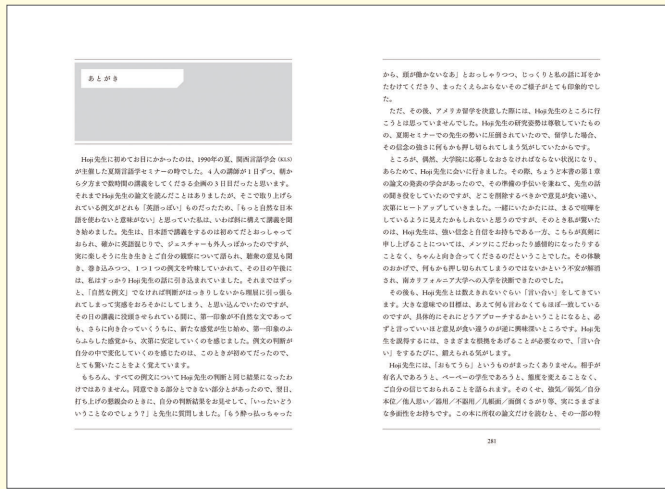 あとがき
Hoji先生に初めてお目にかかったのは、1990年の夏、関西言語学会 (KLS)
が主催した夏期言語学セミナーの時でした。4人の講師が1日ずつ、朝か
ら夕方まで数時間の講義をしてくださる企画の3日目だったと思います。
それまでHoji先生の論文を読んだことはありましたが、そこで取り上げら
れている例文がどれも「英語っぽい」ものだったため、「もっと自然な日本
語を使わないと意味がない」と思っていた私は、いわば斜に構えて講義を聞
き始めました。先生は、日本語で講義をするのは初めてだとおっしゃって
おられ、確かに英語混じりで、ジェスチャーも外人っぽかったのですが、
実に楽しそうに生き生きとご自分の観察について語られ、聴衆の意見も聞
き、巻き込みつつ、1つ1つの例文を吟味していかれて、その日の午後に
は、私はすっかりHoji先生の話に引き込まれていました。それまではずっ
と、「自然な例文」でなければ判断がはっきりしないから理屈に引っ張ら
れてしまって実感をおろそかにしてしまう、と思い込んでいたのですが、
その日の講義に没頭させられている間に、第一印象が不自然な文であって
も、さらに向き合っていくうちに、新たな感覚が生じ始め、第一印象のふ
らふらした感覚から、次第に安定していくのを感じました。例文の判断が
自分の中で変化していくのを感じたのは、このときが初めてだったので、
とても驚いたことをよく覚えています。
もちろん、すべての例文についてHoji先生の判断と同じ結果になったわ
けではありません。同意できる部分とできない部分とがあったので、翌日、
打ち上げの懇親会のときに、自分の判断結果をお見せして、「いったいどう
いうことなのでしょう?」と先生に質問しました。「もう酔っ払っちゃった
から、頭が働かないなあ」とおっしゃりつつ、じっくりと私の話に耳をか
たむけてくださり、まったくえらぶらないそのご様子がとても印象的でし
た。
ただ、その後、アメリカ留学を決意した際には、Hoji先生のところに行
こうとは思っていませんでした。Hoji先生の研究姿勢は尊敬していたもの
の、夏期セミナーでの先生の勢いに圧倒されていたので、留学した場合、
その信念の強さに何もかも押し切られてしまう気がしていたからです。
ところが、偶然、大学院に応募しなおさなければならない状況になり、
あらためて、Hoji先生に会いに行きました。その際、ちょうど本書の第1章
の論文の発表の学会があったので、その準備の手伝いを兼ねて、先生の話
の聞き役をしていたのですが、どこを削除するべきかで意見が食い違い、
次第にヒートアップしていきました。一緒にいたかたには、まるで喧嘩を
しているように見えたかもしれないと思うのですが、そのとき私が驚いた
のは、Hoji先生は、強い信念と自信をお持ちである一方、こちらが真剣に
申し上げることについては、メンツにこだわったり感情的になったりする
ことなく、ちゃんと向き合ってくださるのだということでした。その体験
のおかげで、何もかも押し切られてしまうのではないかという不安が解消
され、南カリフォルニア大学への入学を決断できたのでした。
その後も、Hoji先生とは数えきれないぐらい「言い合い」をしてきてい
ます。大きな意味での目標は、あえて何も言わなくてもほぼ一致している
のですが、具体的にそれにどうアプローチするかということになると、必
ずと言っていいほど意見が食い違うのが逆に興味深いところです。Hoji先
生を説得するには、さまざまな根拠をあげることが必要なので、「言い合
い」をするたびに、鍛えられる気がします。
Hoji先生には、「おもてうら」というものがまったくありません。相手が
有名人であろうと、ペーペーの学生であろうと、態度を変えることなく、
ご自分の信じておられることを語られます。そのくせ、強気/弱気/自分
本位/他人思い/器用/不器用/几帳面/面倒くさがり等、実にさまざま
な多面性をお持ちです。この本に所収の論文だけを読むと、その一部の特
281